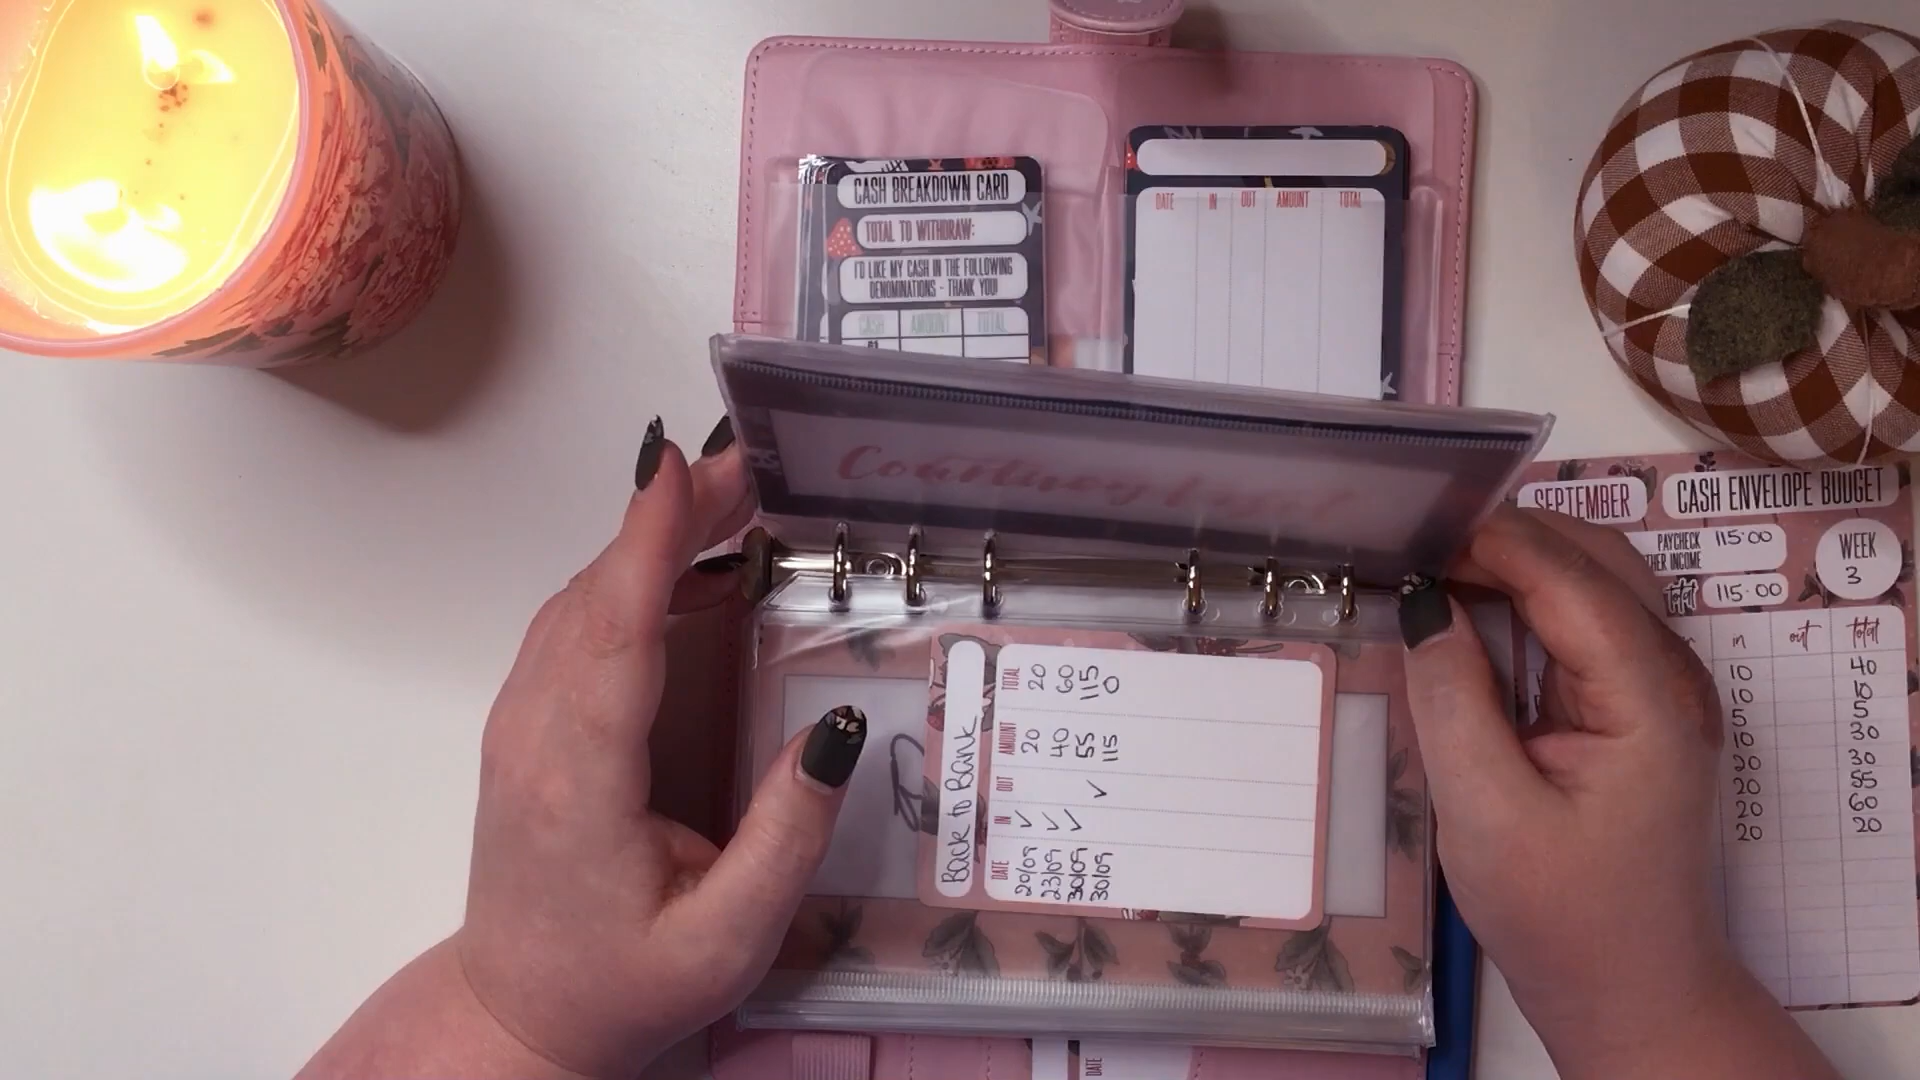 CASH BREAKDOWN CARD
TOTAL TO WITHDRAW:
I'D LIKE MY CASH IN THE FOLLOWING
DENOMINATIONS - THANK YOU!
CASH AMOUNT TOTAL
DATE IN OUT AMOUNT TOTAL
Back to Bank
DATE IN OUT AMOUNT TOTAL
20/09 ✓ 20 20
23/09 ✓ 40 60
30/09 ✓ 55 115
30/09 ✓ 115 0
SEPTEMBER
CASH ENVELOPE BUDGET
PAYCHECK 115.00
THER INCOME
total 115.00
WEEK
3
in out total
10 40
10 10
5 5
10 30
20 30
20 55
20 60
20 20
DATE